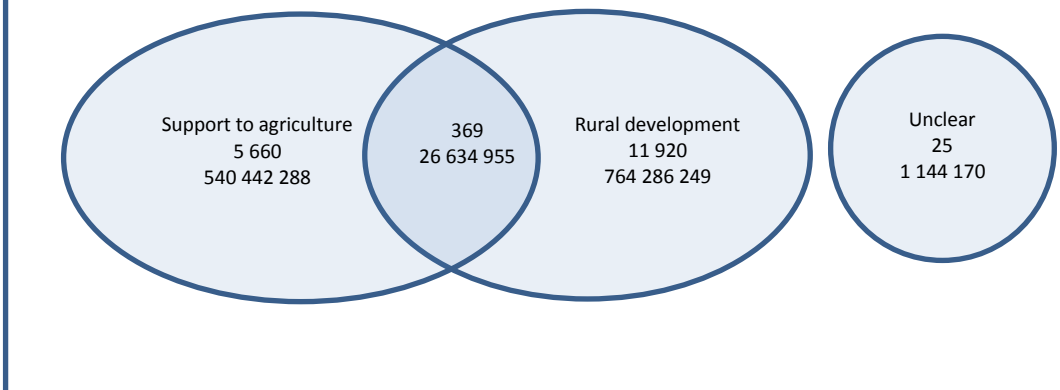 Support to agriculture
5 660
540 442 288
369
26 634 955
Rural development
11 920
764 286 249
Unclear
25
1 144 170